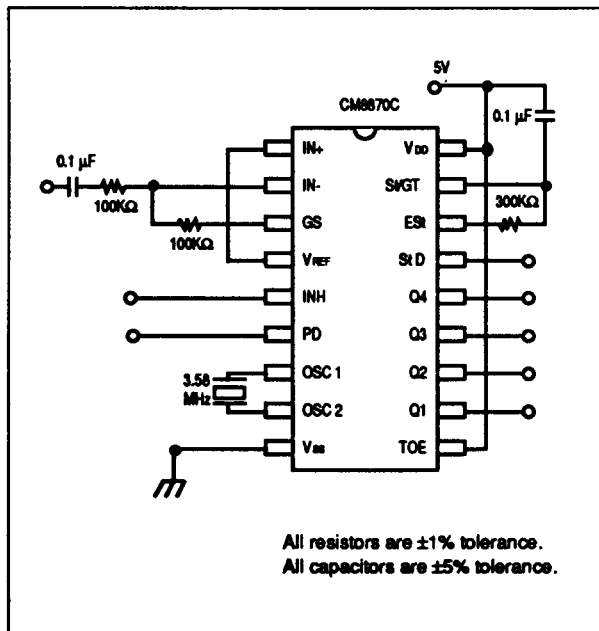 5V
CM8870C
0.1 µF
0.1 µF
100KΩ
100KΩ
300KΩ
IN+
IN-
GS
VREF
INH
PD
OSC 1
OSC 2
Vss
VDD
St/GT
ESt
St D
Q4
Q3
Q2
Q1
TOE
3.58
MHz
All resistors are ±1% tolerance.
All capacitors are ±5% tolerance.